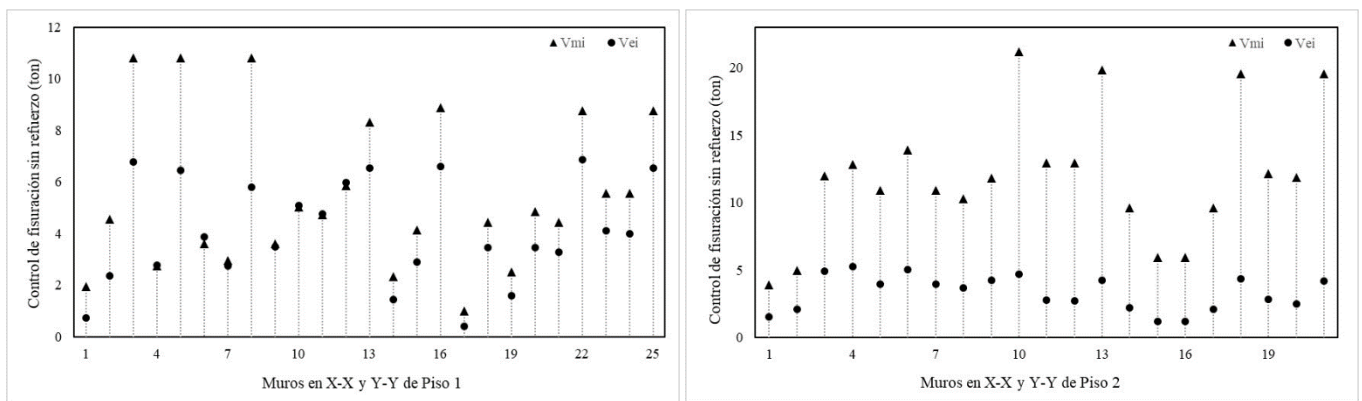 Control de fisuración sin refuerzo (ton)
12
10
8
6
4
2
0
Vmi Vei
1 4 7 10 13 16 19 22 25
Muros en X-X y Y-Y de Piso 1
Control de fisuración sin refuerzo (ton)
20
15
10
5
0
Vmi Vei
1 4 7 10 13 16 19
Muros en X-X y Y-Y de Piso 2